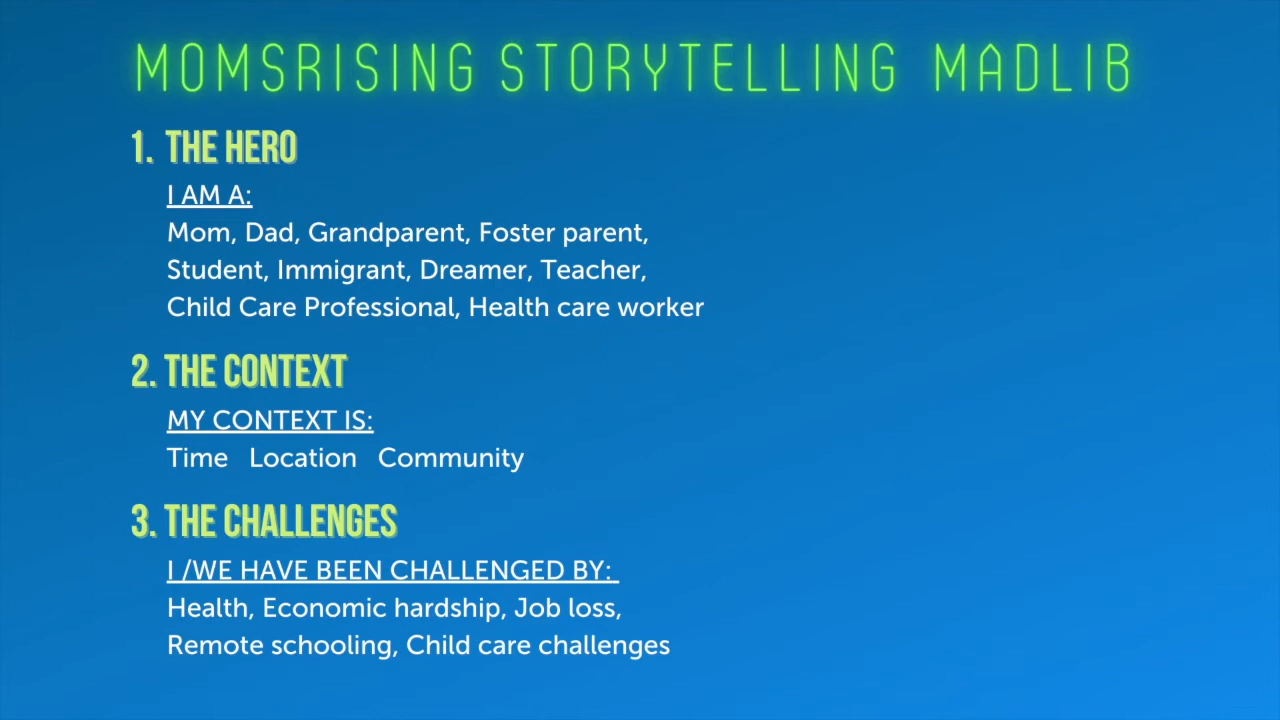 MOMSRISING STORYTELLING MADLIB
1. THE HERO
I AM A:
Mom, Dad, Grandparent, Foster parent,
Student, Immigrant, Dreamer, Teacher,
Child Care Professional, Health care worker
2. THE CONTEXT
MY CONTEXT IS:
Time Location Community
3. THE CHALLENGES
I /WE HAVE BEEN CHALLENGED BY:
Health, Economic hardship, Job loss,
Remote schooling, Child care challenges